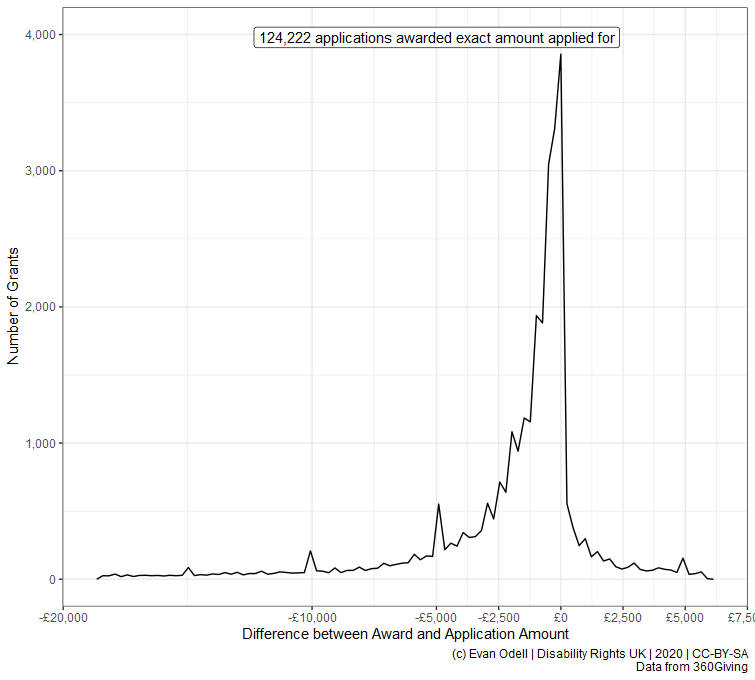 124,222 applications awarded exact amount applied for
4,000
3,000
2,000
1,000
0
Number of Grants
-£20,000 -£10,000 -£5,000 -£2,500 £0 £2,500 £5,000 £7,50
Difference between Award and Application Amount
(c) Evan Odell | Disability Rights UK | 2020 | CC-BY-SA
Data from 360Giving